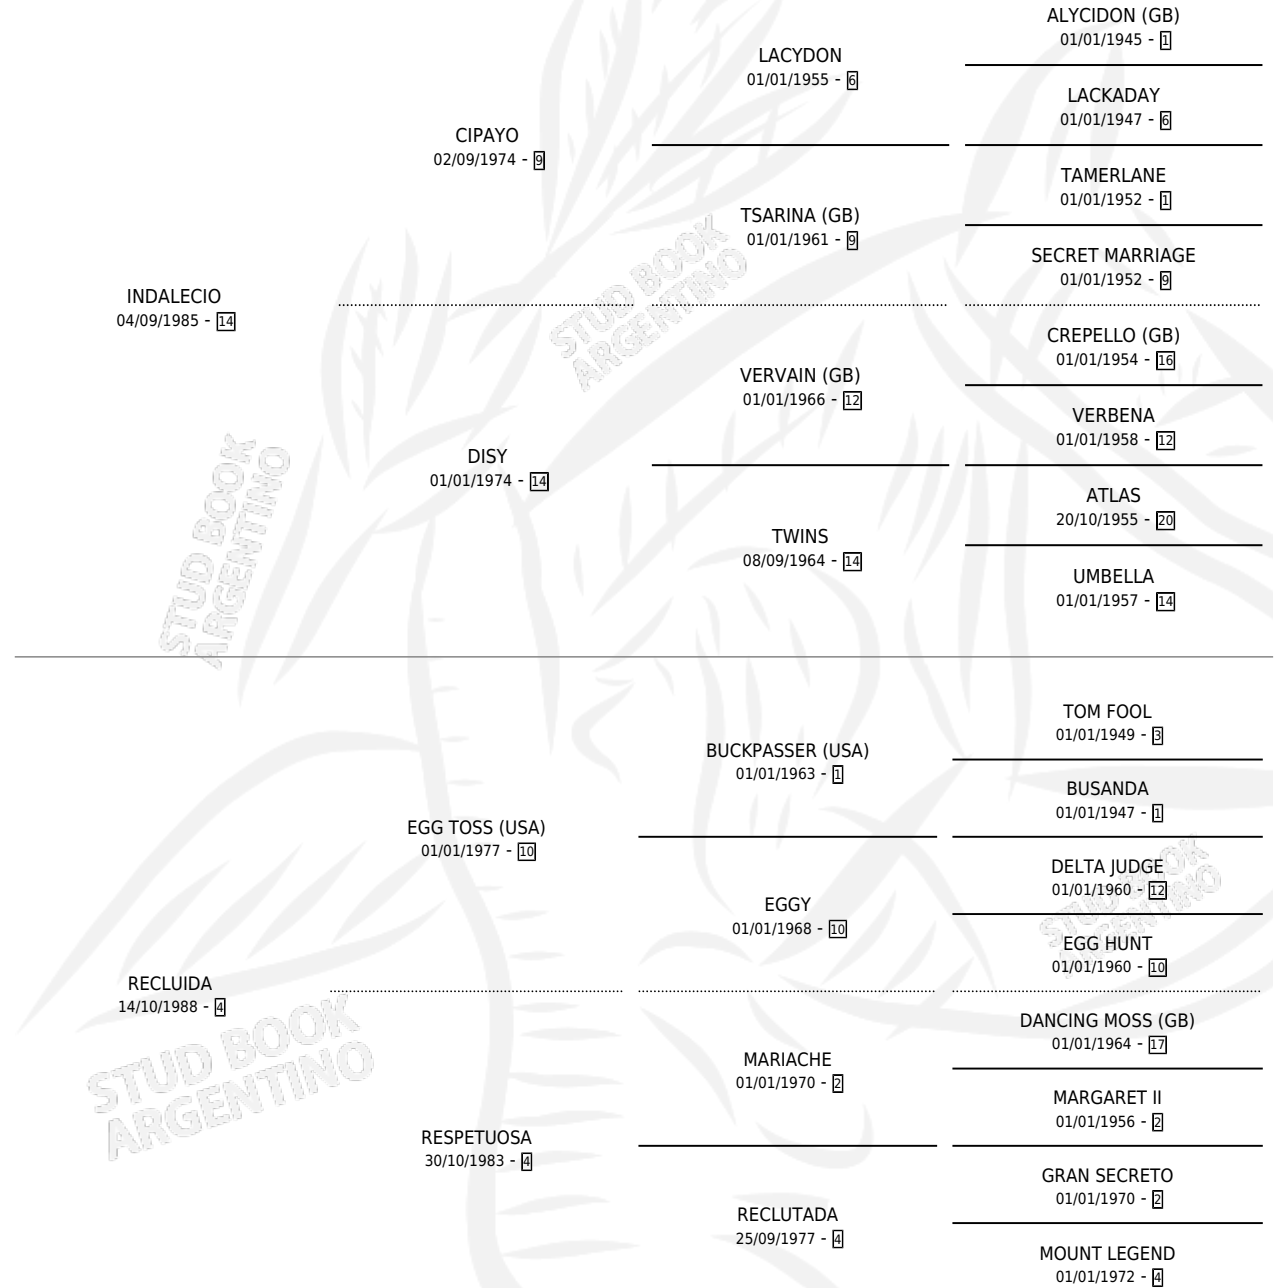 ALYCIDON (GB)
01/01/1945 - 1
LACYDON
01/01/1955 - 6
LACKADAY
01/01/1947 - 6
CIPAYO
02/09/1974 - 9
TAMERLANE
01/01/1952 - 1
TSARINA (GB)
01/01/1961 - 9
SECRET MARRIAGE
01/01/1952 - 9
INDALECIO
04/09/1985 - 14
STUD BOOK
ARGENTINO
CREPELLO (GB)
01/01/1954 - 16
VERVAIN (GB)
01/01/1966 - 12
VERBENA
01/01/1958 - 12
DISY
01/01/1974 - 14
ATLAS
20/10/1955 - 20
TWINS
08/09/1964 - 14
UMBELLA
01/01/1957 - 14
STUD BOOK
ARGENTINO
TOM FOOL
01/01/1949 - 3
BUCKPASSER (USA)
01/01/1963 - 1
BUSANDA
01/01/1947 - 1
EGG TOSS (USA)
01/01/1977 - 10
DELTA JUDGE
01/01/1960 - 12
EGGY
01/01/1968 - 10
EGG HUNT
01/01/1960 - 10
STUD BOOK
ARGENTINO
RECLUIDA
14/10/1988 - 4
DANCING MOSS (GB)
01/01/1964 - 17
MARIACHE
01/01/1970 - 2
MARGARET II
01/01/1956 - 2
STUD BOOK
ARGENTINO
RESPETUOSA
30/10/1983 - 4
GRAN SECRETO
01/01/1970 - 2
RECLUTADA
25/09/1977 - 4
MOUNT LEGEND
01/01/1972 - 4